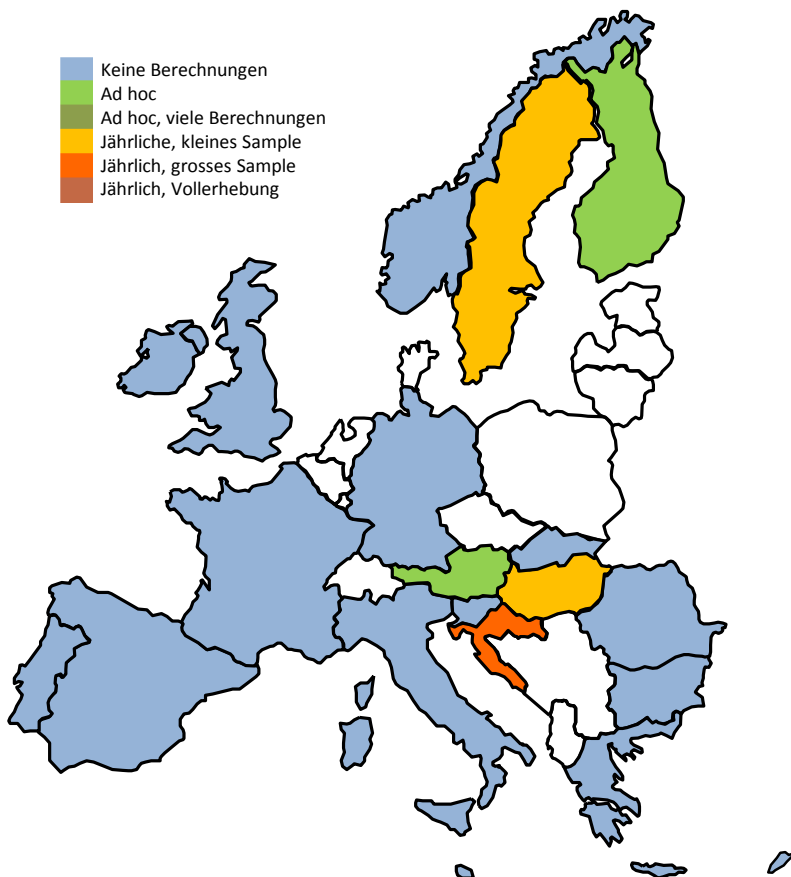 Keine Berechnungen
Ad hoc
Ad hoc, viele Berechnungen
Jährliche, kleines Sample
Jährlich, grosses Sample
Jährlich, Vollerhebung